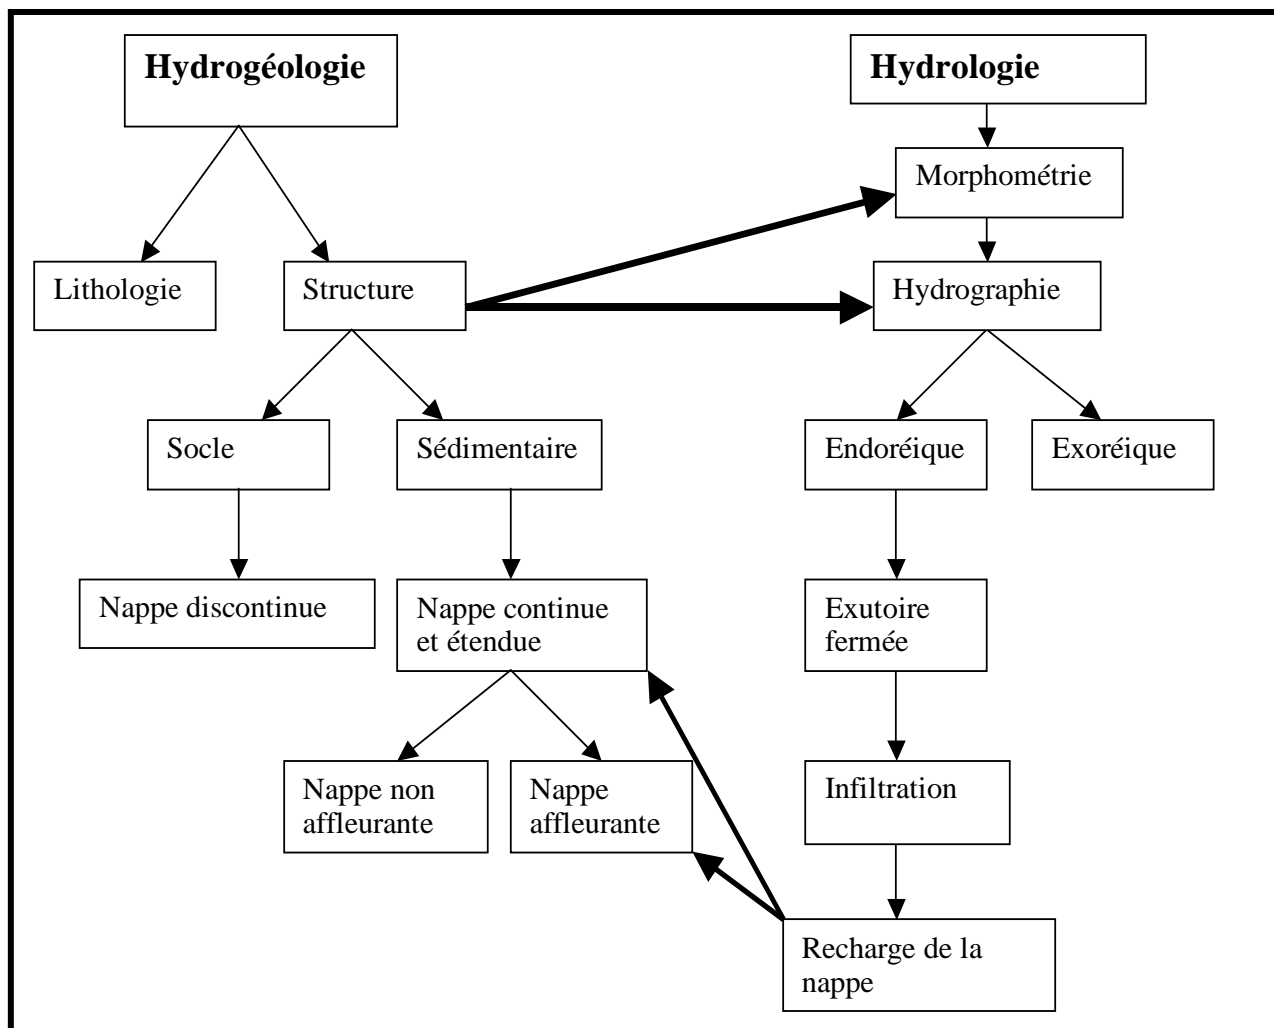 Hydrogéologie
Hydrologie
Morphométrie
Lithologie
Structure
Hydrographie
Socle
Sédimentaire
Endoréique
Exoréique
Nappe discontinue
Nappe continue
et étendue
Exutoire
fermée
Nappe non
affleurante
Nappe
affleurante
Infiltration
Recharge de la
nappe